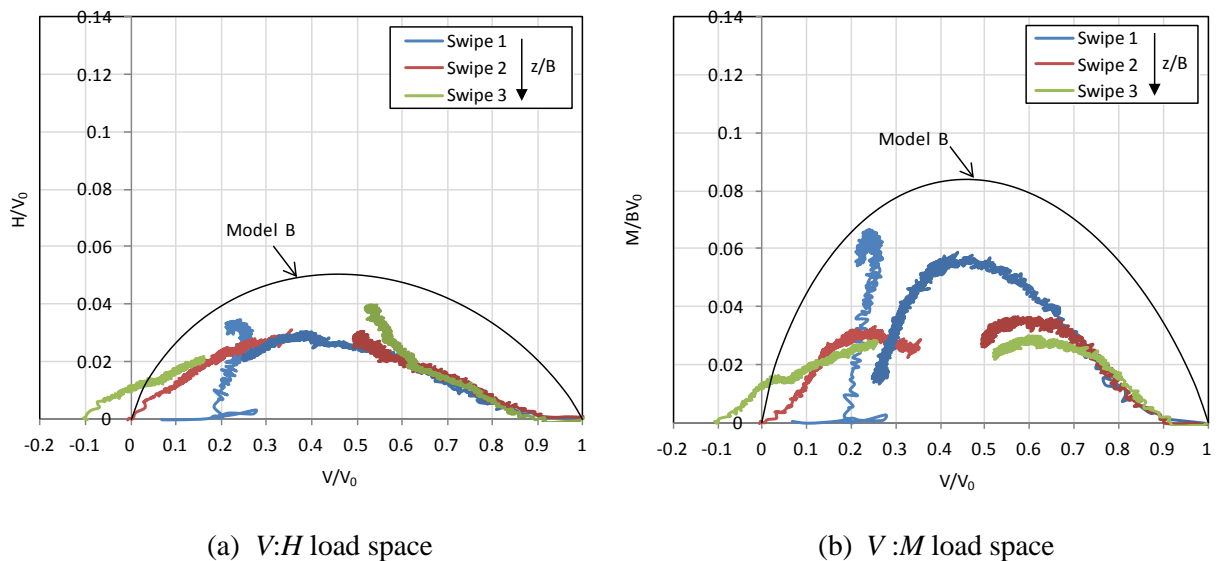 0.14
0.12
0.1
0.08
0.06
0.04
0.02
0
-0.2 -0.1 0 0.1 0.2 0.3 0.4 0.5 0.6 0.7 0.8 0.9 1
H/V0
V/V0
Swipe 1
Swipe 2
Swipe 3
z/B
Model B
(a) V:H load space
0.14
0.12
0.1
0.08
0.06
0.04
0.02
0
-0.2 -0.1 0 0.1 0.2 0.3 0.4 0.5 0.6 0.7 0.8 0.9 1
M/BV0
V/V0
Swipe 1
Swipe 2
Swipe 3
z/B
Model B
(b) V :M load space